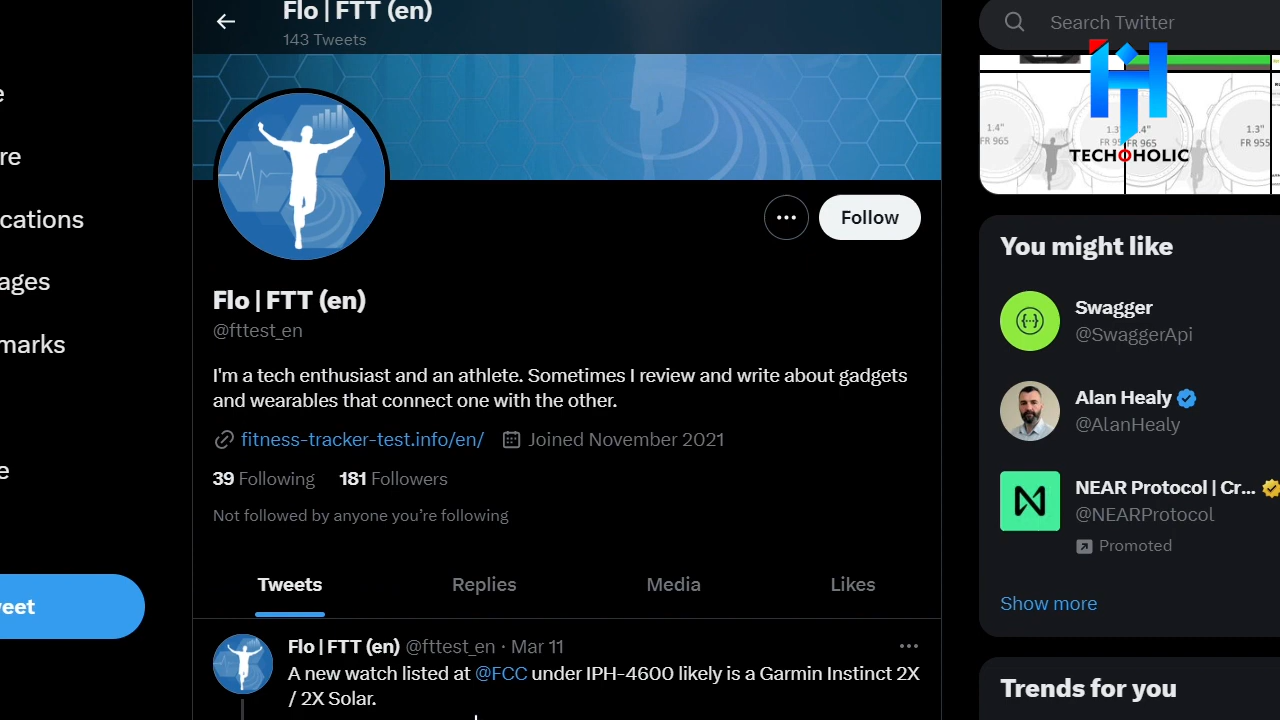 Flo | FTT (en)
143 Tweets
Search Twitter
e
re
cations
ages
marks
e
weet
1.4"
FR 965
1.3"
FR 955
TECHOHOLIC
Follow
Flo | FTT (en)
@fttest_en
I'm a tech enthusiast and an athlete. Sometimes I review and write about gadgets
and wearables that connect one with the other.
fitness-tracker-test.info/en/
Joined November 2021
39 Following 181 Followers
Not followed by anyone you're following
Tweets Replies Media Likes
Flo | FTT (en) @fttest_en · Mar 11
A new watch listed at @FCC under IPH-4600 likely is a Garmin Instinct 2X
/ 2X Solar.
You might like
Swagger
@SwaggerApi
Alan Healy
@AlanHealy
NEAR Protocol | Cr...
@NEARProtocol
Promoted
Show more
Trends for you